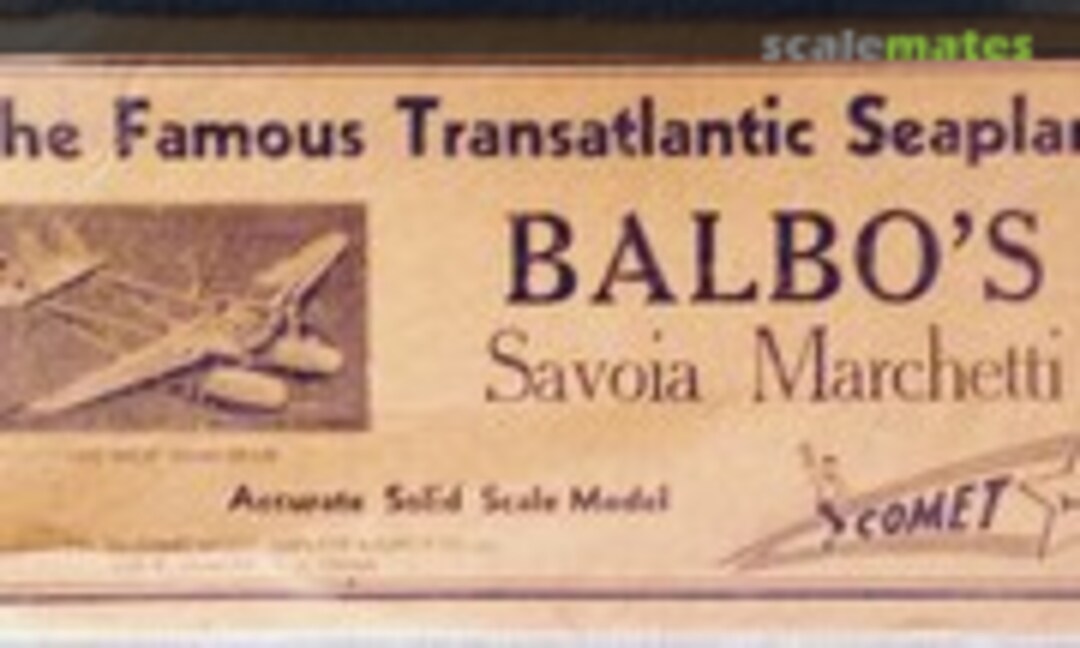 scalemates
he Famous Transatlantic Seaplan
BALBO'S
Savoia Marchetti
Accurate Solid Scale Model
COMET